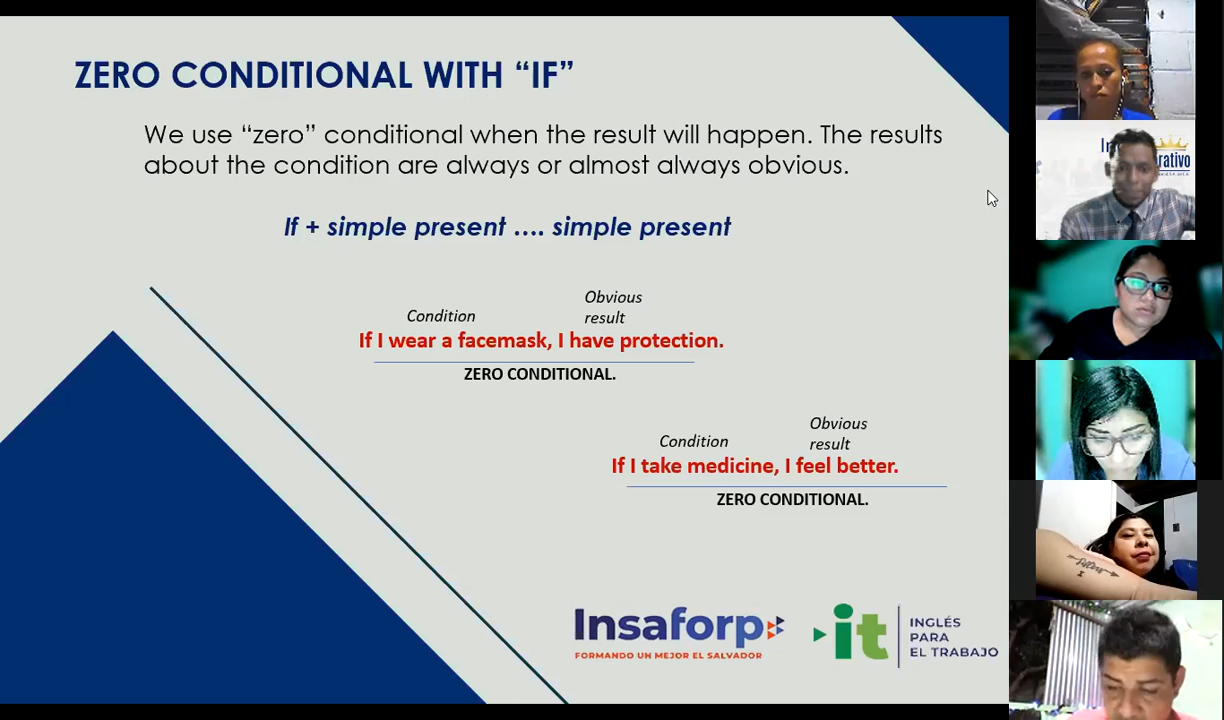 ZERO CONDITIONAL WITH “IF”
We use “zero” conditional when the result will happen. The results
about the condition are always or almost always obvious.
If + simple present .... simple present
Condition
Obvious
result
If I wear a facemask, I have protection.
ZERO CONDITIONAL.
Condition
Obvious
result
If I take medicine, I feel better.
ZERO CONDITIONAL.
Insaforp
FORMANDO UN MEJOR EL SALVADOR
it
INGLÉS
PARA
EL TRABAJO